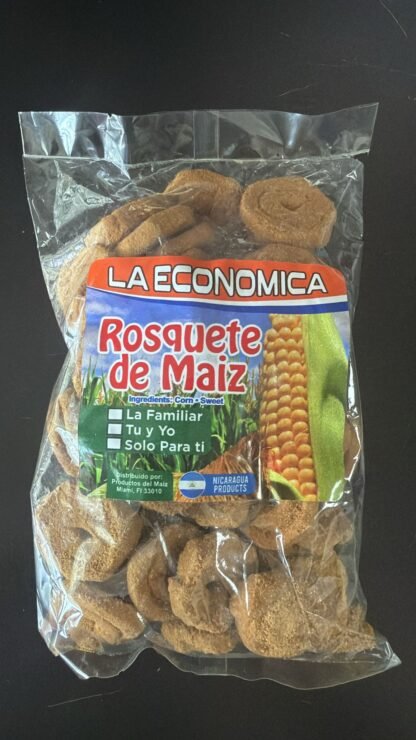 LA ECONOMICA
Rosquete
de Maiz
Ingredients: Corn • Sweet
La Familiar
Tu y Yo
Solo Para ti
Distribuido por:
Productos del Maiz
Miami, Fl 33010
NICARAGUA
PRODUCTS